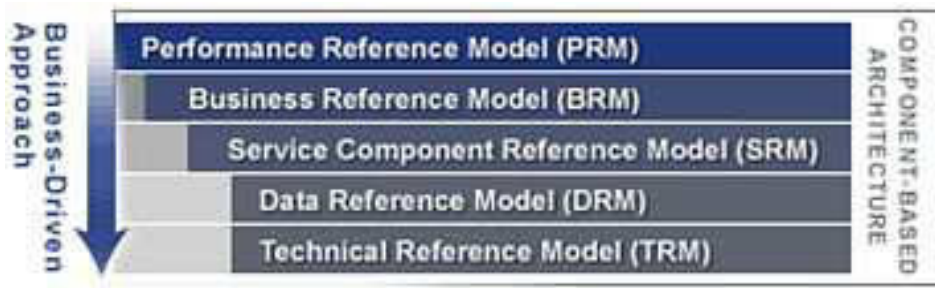 Business-Driven
Approach
Performance Reference Model (PRM)
Business Reference Model (BRM)
Service Component Reference Model (SRM)
Data Reference Model (DRM)
Technical Reference Model (TRM)
COMPONENT-BASED
ARCHITECTURE